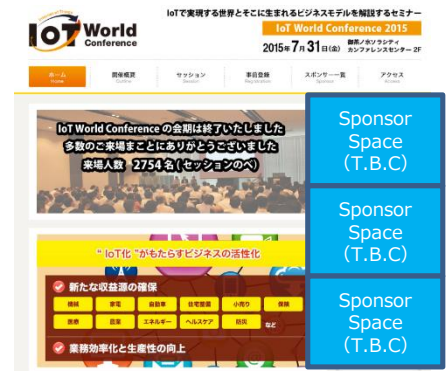 IoTで実現する世界とそこに生まれるビジネスモデルを解説するセミナー
IoT World Conference
IoT World Conference 2015
2015年7月31日(金) 御茶ノ水ソラシティ カンファレンスセンター 2F
ホーム 開催概要 セッション 事前登録 スポンサー一覧 アクセス
Home Outline Session Registration Sponsor Access
IoT World Conference の会期は終了いたしました
多数のご来場まことにありがとうございました
来場人数 2754名(セッションのべ)
Sponsor
Space
(T.B.C)
Sponsor
Space
(T.B.C)
Sponsor
Space
(T.B.C)
“ IoT化 ”がもたらすビジネスの活性化
新たな収益源の確保
機械 家電 自動車 住宅設備 小売り 保険
医療 農業 エネルギー ヘルスケア 防災 など
業務効率化と生産性の向上